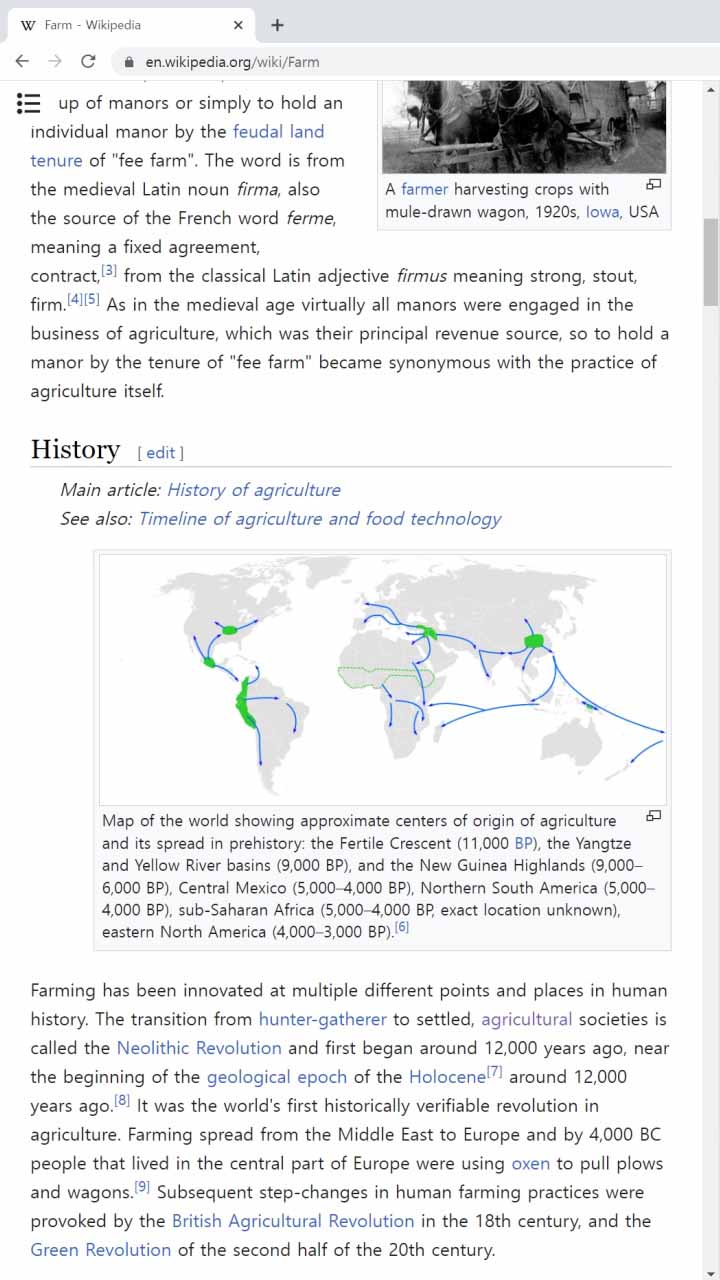 W Farm - Wikipedia
en.wikipedia.org/wiki/Farm
up of manors or simply to hold an
individual manor by the feudal land
tenure of "fee farm". The word is from
the medieval Latin noun firma, also
the source of the French word ferme,
meaning a fixed agreement,
A farmer harvesting crops with
mule-drawn wagon, 1920s, Iowa, USA
contract,[3] from the classical Latin adjective firmus meaning strong, stout,
firm.[4][5] As in the medieval age virtually all manors were engaged in the
business of agriculture, which was their principal revenue source, so to hold a
manor by the tenure of "fee farm" became synonymous with the practice of
agriculture itself.
History [ edit ]
Main article: History of agriculture
See also: Timeline of agriculture and food technology
Map of the world showing approximate centers of origin of agriculture
and its spread in prehistory: the Fertile Crescent (11,000 BP), the Yangtze
and Yellow River basins (9,000 BP), and the New Guinea Highlands (9,000–
6,000 BP), Central Mexico (5,000–4,000 BP), Northern South America (5,000–
4,000 BP), sub-Saharan Africa (5,000–4,000 BP, exact location unknown),
eastern North America (4,000–3,000 BP).[6]
Farming has been innovated at multiple different points and places in human
history. The transition from hunter-gatherer to settled, agricultural societies is
called the Neolithic Revolution and first began around 12,000 years ago, near
the beginning of the geological epoch of the Holocene[7] around 12,000
years ago.[8] It was the world's first historically verifiable revolution in
agriculture. Farming spread from the Middle East to Europe and by 4,000 BC
people that lived in the central part of Europe were using oxen to pull plows
and wagons.[9] Subsequent step-changes in human farming practices were
provoked by the British Agricultural Revolution in the 18th century, and the
Green Revolution of the second half of the 20th century.